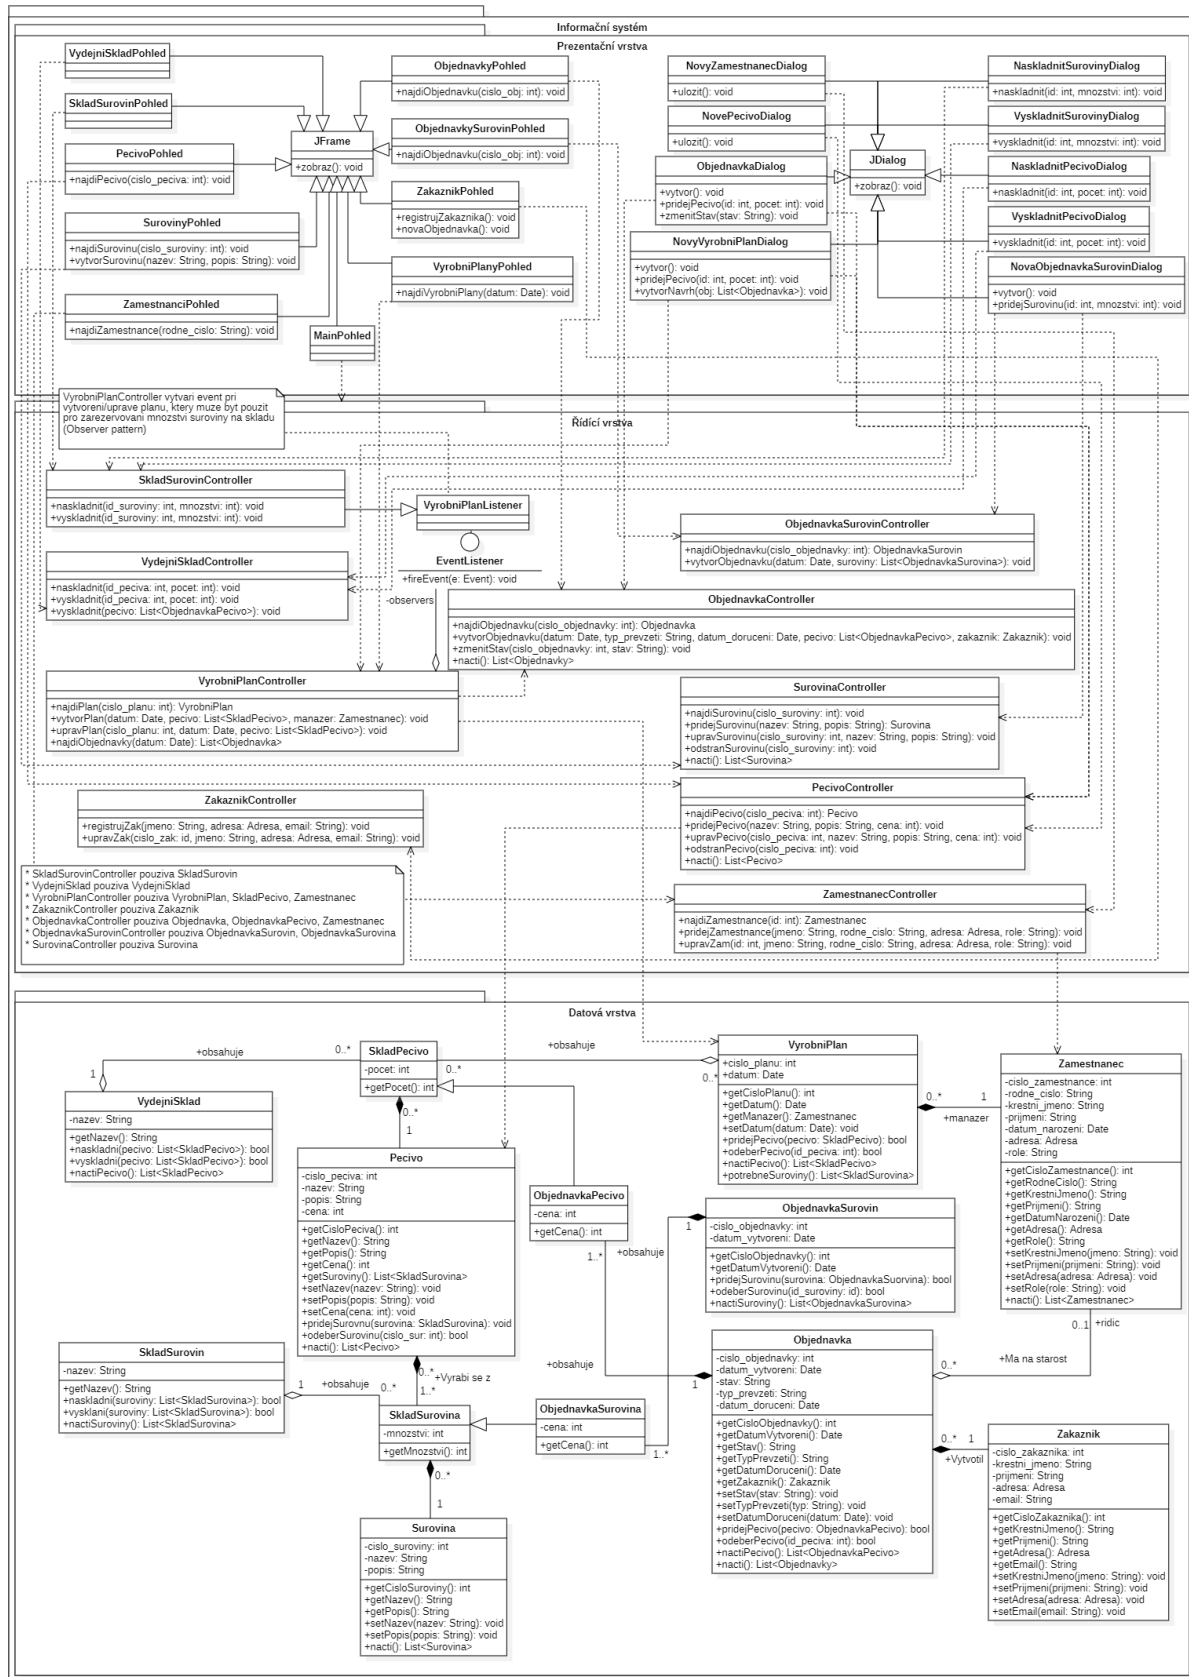 Informační systém
Prezentační vrstva
VydejniSkladPohled
SkladSurovinPohled
PecivoPohled
+najdiPecivo(cislo_peciva: int): void
SurovinyPohled
+najdiSurovinu(cislo_suroviny: int): void
+vytvorSurovinu(nazev: String, popis: String): void
ZamestnanciPohled
+najdiZamestnance(rodne_cislo: String): void
MainPohled
JFrame
+zobraz(): void
ObjednavkyPohled
+najdiObjednavku(cislo_obj: int): void
ObjednavkySurovinPohled
+najdiObjednavku(cislo_obj: int): void
ZakaznikPohled
+registrujZakaznika(): void
+novaObjednavka(): void
VyrobniPlanyPohled
+najdiVyrobniPlany(datum: Date): void
NovyZamestnanecDialog
+ulozit(): void
NovePecivoDialog
+ulozit(): void
ObjednavkaDialog
+vytvor(): void
+pridejPecivo(id: int, pocet: int): void
+zmenitStav(stav: String): void
NovyVyrobniPlanDialog
+vytvor(): void
+pridejPecivo(id: int, pocet: int): void
+vytvorNavrh(obj: List<Objednavka>): void
JDialog
+zobraz(): void
NaskladnitSurovinyDialog
+naskladnit(id: int, mnozstvi: int): void
VyskladnitSurovinyDialog
+vyskladnit(id: int, mnozstvi: int): void
NaskladnitPecivoDialog
+naskladnit(id: int, pocet: int): void
VyskladnitPecivoDialog
+vyskladnit(id: int, pocet: int): void
NovaObjednavkaSurovinDialog
+vytvor(): void
+pridejSurovinu(id: int, mnozstvi: int): void
VyrobniPlanController vytvari event pri
vytvoreni/uprave planu, ktery muze byt pouzit
pro zarezervovani mnozstvi suroviny na skladu
(Observer pattern)
Řídící vrstva
SkladSurovinController
+naskladnit(id_suroviny: int, mnozstvi: int): void
+vyskladnit(id_suroviny: int, mnozstvi: int): void
VyrobniPlanListener
EventListener
+fireEvent(e: Event): void
-observers
VydejniSkladController
+naskladnit(id_peciva: int, pocet: int): void
+vyskladnit(id_peciva: int, pocet: int): void
+vyskladnit(pecivo: List<ObjednavkaPecivo>): void
ObjednavkaSurovinController
+najdiObjednavku(cislo_objednavky: int): ObjednavkaSurovin
+vytvorObjednavku(datum: Date, suroviny: List<ObjednavkaSurovina>): void
ObjednavkaController
+najdiObjednavku(cislo_objednavky: int): Objednavka
+vytvorObjednavku(datum: Date, typ_prevzeti: String, datum_doruceni: Date, pecivo: List<ObjednavkaPecivo>, zakaznik: Zakaznik): void
+zmenitStav(cislo_objednavky: int, stav: String): void
+nacti(): List<Objednavky>
VyrobniPlanController
+najdiPlan(cislo_planu: int): VyrobniPlan
+vytvorPlan(datum: Date, pecivo: List<SkladPecivo>, manazer: Zamestnanec): void
+upravPlan(cislo_planu: int, datum: Date, pecivo: List<SkladPecivo>): void
+najdiObjednavky(datum: Date): List<Objednavka>
SurovinaController
+najdiSurovinu(cislo_suroviny: int): void
+pridejSurovinu(nazev: String, popis: String): Surovina
+upravSurovinu(cislo_suroviny: int, nazev: String, popis: String): void
+odstranSurovinu(cislo_suroviny: int): void
+nacti(): List<Surovina>
PecivoController
+najdiPecivo(cislo_peciva: int): Pecivo
+pridejPecivo(nazev: String, popis: String, cena: int): void
+upravPecivo(cislo_peciva: int, nazev: String, popis: String, cena: int): void
+odstranPecivo(cislo_peciva: int): void
+nacti(): List<Pecivo>
ZakaznikController
+registrujZak(jmeno: String, adresa: Adresa, email: String): void
+upravZak(cislo_zak: id, jmeno: String, adresa: Adresa, email: String): void
* SkladSurovinController pouziva SkladSurovin
* VydejniSklad pouziva VydejniSklad
* VyrobniPlanController pouziva VyrobniPlan, SkladPecivo, Zamestnanec
* ZakaznikController pouziva Zakaznik
* ObjednavkaController pouziva Objednavka, ObjednavkaPecivo, Zamestnanec
* ObjednavkaSurovinController pouziva ObjednavkaSurovin, ObjednavkaSurovina
* SurovinaController pouziva Surovina
ZamestnanecController
+najdiZamestnance(id: int): Zamestnanec
+pridejZamestnance(jmeno: String, rodne_cislo: String, adresa: Adresa, role: String): void
+upravZam(id: int, jmeno: String, rodne_cislo: String, adresa: Adresa, role: String): void
Datová vrstva
+obsahuje
0..*
1
SkladPecivo
-pocet: int
+getPocet(): int
0..*
+obsahuje
0..*
0..*
1
VydejniSklad
-nazev: String
+getNazev(): String
+naskladni(pecivo: List<SkladPecivo>): bool
+vyskladni(pecivo: List<SkladPecivo>): bool
+nactiPecivo(): List<SkladPecivo>
VyrobniPlan
+cislo_planu: int
+datum: Date
+getCisloPlanu(): int
+getDatum(): Date
+getManazer(): Zamestnanec
+setDatum(datum: Date): void
+pridejPecivo(pecivo: SkladPecivo): bool
+odeberPecivo(id_peciva: int): bool
+nactiPecivo(): List<SkladPecivo>
+potrebneSuroviny(): List<SkladSurovina>
0..*
1
+manazer
Zamestnanec
-cislo_zamestnance: int
-rodne_cislo: String
-krestni_jmeno: String
-prijmeni: String
-datum_narozeni: Date
-adresa: Adresa
-role: String
+getCisloZamestnance(): int
+getRodneCislo(): String
+getKrestniJmeno(): String
+getPrijmeni(): String
+getDatumNarozeni(): Date
+getAdresa(): Adresa
+getRole(): String
+setKrestniJmeno(jmeno: String): void
+setPrijmeni(prijmeni: String): void
+setAdresa(adresa: Adresa): void
+setRole(role: String): void
+nacti(): List<Zamestnanec>
Pecivo
-cislo_peciva: int
-nazev: String
-popis: String
-cena: int
+getCisloPeciva(): int
+getNazev(): String
+getPopis(): String
+getCena(): int
+getSuroviny(): List<SkladSurovina>
+setNazev(nazev: String): void
+setPopis(popis: String): void
+setCena(cena: int): void
+pridejSurovnu(surovina: SkladSurovina): void
+odeberSurovinu(cislo_sur: int): bool
+nacti(): List<Pecivo>
ObjednavkaPecivo
-cena: int
+getCena(): int
1..*
+obsahuje
1
ObjednavkaSurovin
-cislo_objednavky: int
-datum_vytvoreni: Date
+getCisloObjednavky(): int
+getDatumVytvoreni(): Date
+pridejSurovinu(surovina: ObjednavkaSuorvina): bool
+odeberSurovinu(id_suroviny: id): bool
+nactiSuroviny(): List<ObjednavkaSurovina>
0..1
+ridic
+Ma na starost
0..*
SkladSurovin
-nazev: String
+getNazev(): String
+naskladni(suroviny: List<SkladSurovina>): bool
+vysklani(suroviny: List<SkladSurovina>): bool
+nactiSuroviny(): List<SkladSurovina>
1
+obsahuje
0..*
0..*
+Vyrabi se z
1..*
SkladSurovina
-mnozstvi: int
+getMnozstvi(): int
0..*
1
+obsahuje
1
ObjednavkaSurovina
-cena: int
+getCena(): int
1..*
Objednavka
-cislo_objednavky: int
-datum_vytvoreni: Date
-stav: String
-typ_prevzeti: String
-datum_doruceni: Date
+getCisloObjednavky(): int
+getDatumVytvoreni(): Date
+getStav(): String
+getTypPrevzeti(): String
+getDatumDoruceni(): Date
+getZakaznik(): Zakaznik
+setStav(stav: String): void
+setTypPrevzeti(typ: String): void
+setDatumDoruceni(datum: Date): void
+pridejPecivo(pecivo: ObjednavkaPecivo): bool
+odeberPecivo(id_peciva: int): bool
+nactiPecivo(): List<ObjednavkaPecivo>
+nacti(): List<Objednavky>
0..*
1
+Vytvotil
Zakaznik
-cislo_zakaznika: int
-krestni_jmeno: String
-prijmeni: String
-adresa: Adresa
-email: String
+getCisloZakaznika(): int
+getKrestniJmeno(): String
+getPrijmeni(): String
+getAdresa(): Adresa
+getEmail(): String
+setKrestniJmeno(jmeno: String): void
+setPrijmeni(prijmeni: String): void
+setAdresa(adresa: Adresa): void
+setEmail(email: String): void
Surovina
-cislo_suroviny: int
-nazev: String
-popis: String
+getCisloSuroviny(): int
+getNazev(): String
+getPopis(): String
+setNazev(nazev: String): void
+setPopis(popis: String): void
+nacti(): List<Surovina>